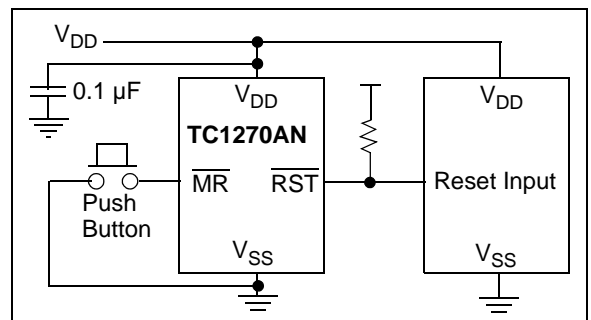 VDD
0.1 µF
VDD
TC1270AN
MR RST
Push
Button
VSS
VDD
Reset Input
VSS